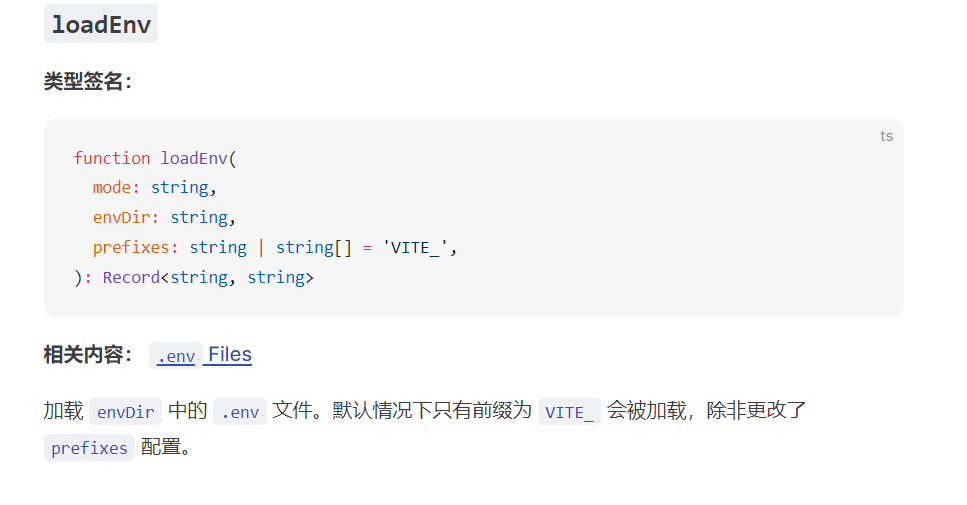 loadEnv
类型签名：
ts
function loadEnv(
  mode: string,
  envDir: string,
  prefixes: string | string[] = 'VITE_',
): Record<string, string>
相关内容： .env Files
加载 envDir 中的 .env 文件。默认情况下只有前缀为 VITE_ 会被加载，除非更改了
prefixes 配置。